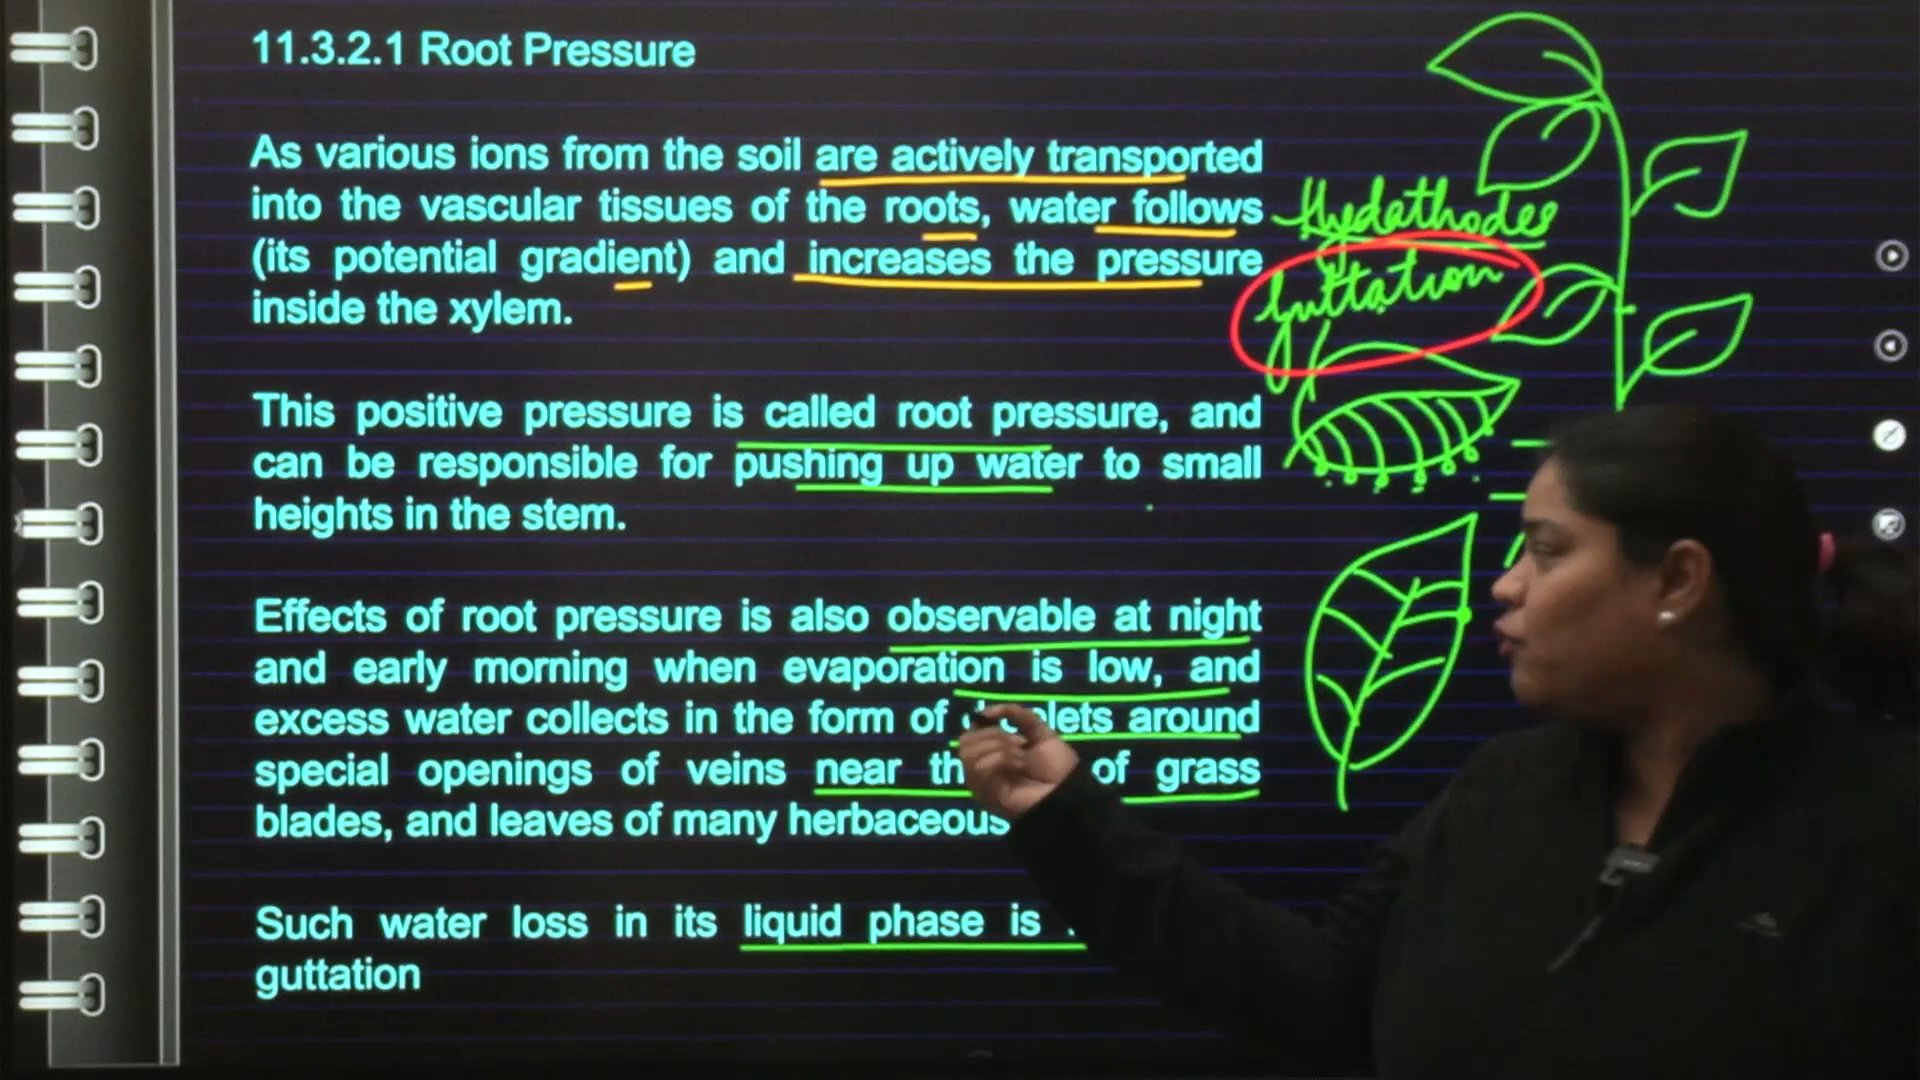 11.3.2.1 Root Pressure
As various ions from the soil are actively transported
into the vascular tissues of the roots, water follows
(its potential gradient) and increases the pressure
inside the xylem.
This positive pressure is called root pressure, and
can be responsible for pushing up water to small
heights in the stem.
Effects of root pressure is also observable at night
and early morning when evaporation is low, and
excess water collects in the form of around
special openings of veins near of grass
blades, and leaves of many herbaceous
Such water loss in its liquid phase is
guttation
Hydathodes
Guttation